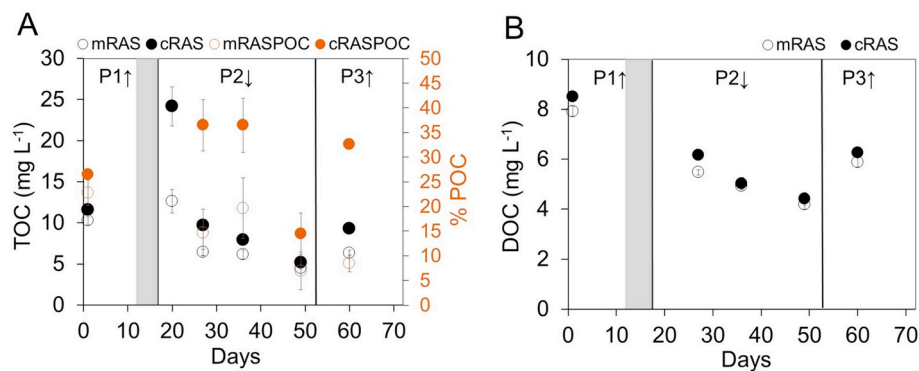 A
○ mRAS ● cRAS ○ mRASPOC ● cRASPOC
30
25
20
15
10
5
0
TOC (mg L⁻¹)
P1↑
P2↓
P3↑
50
45
40
35
30
25
20
15
10
5
0
% POC
0 10 20 30 40 50 60 70
Days
B
○ mRAS ● cRAS
10
8
6
4
2
0
DOC (mg L⁻¹)
P1↑
P2↓
P3↑
0 10 20 30 40 50 60 70
Days